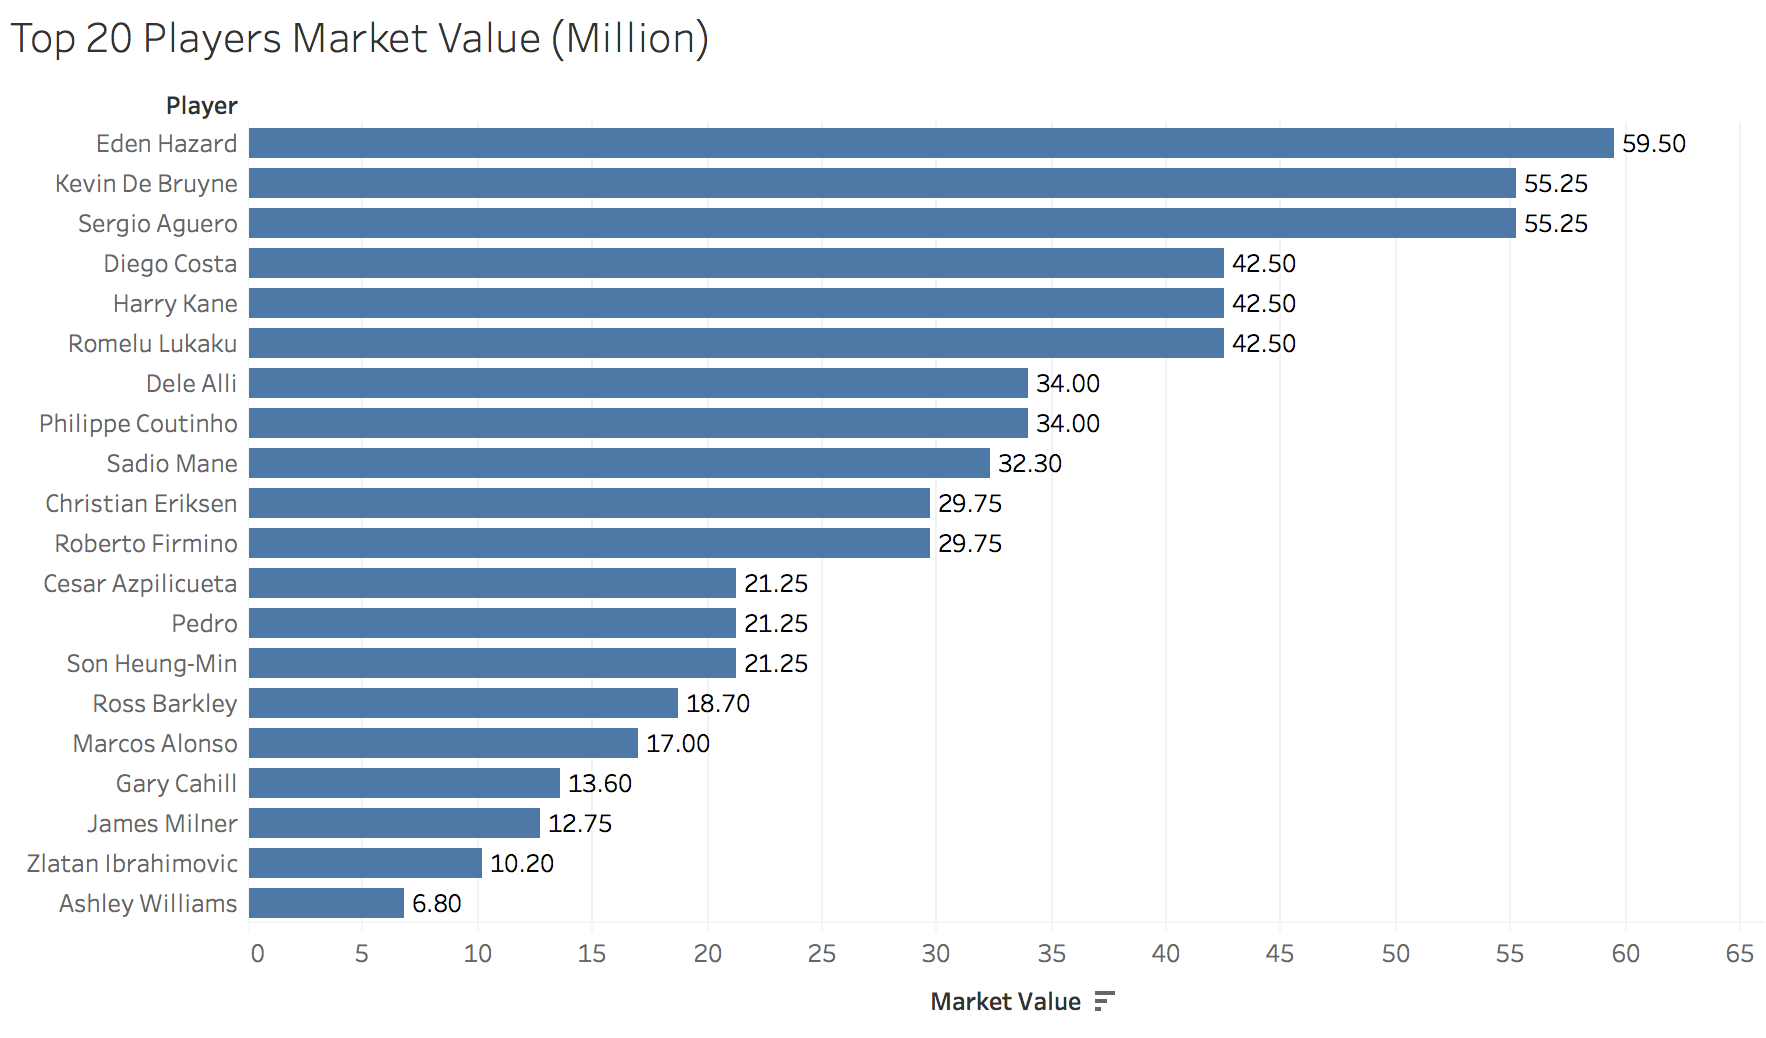 Top 20 Players Market Value (Million)
Player
Eden Hazard 59.50
Kevin De Bruyne 55.25
Sergio Aguero 55.25
Diego Costa 42.50
Harry Kane 42.50
Romelu Lukaku 42.50
Dele Alli 34.00
Philippe Coutinho 34.00
Sadio Mane 32.30
Christian Eriksen 29.75
Roberto Firmino 29.75
Cesar Azpilicueta 21.25
Pedro 21.25
Son Heung-Min 21.25
Ross Barkley 18.70
Marcos Alonso 17.00
Gary Cahill 13.60
James Milner 12.75
Zlatan Ibrahimovic 10.20
Ashley Williams 6.80
0 5 10 15 20 25 30 35 40 45 50 55 60 65
Market Value